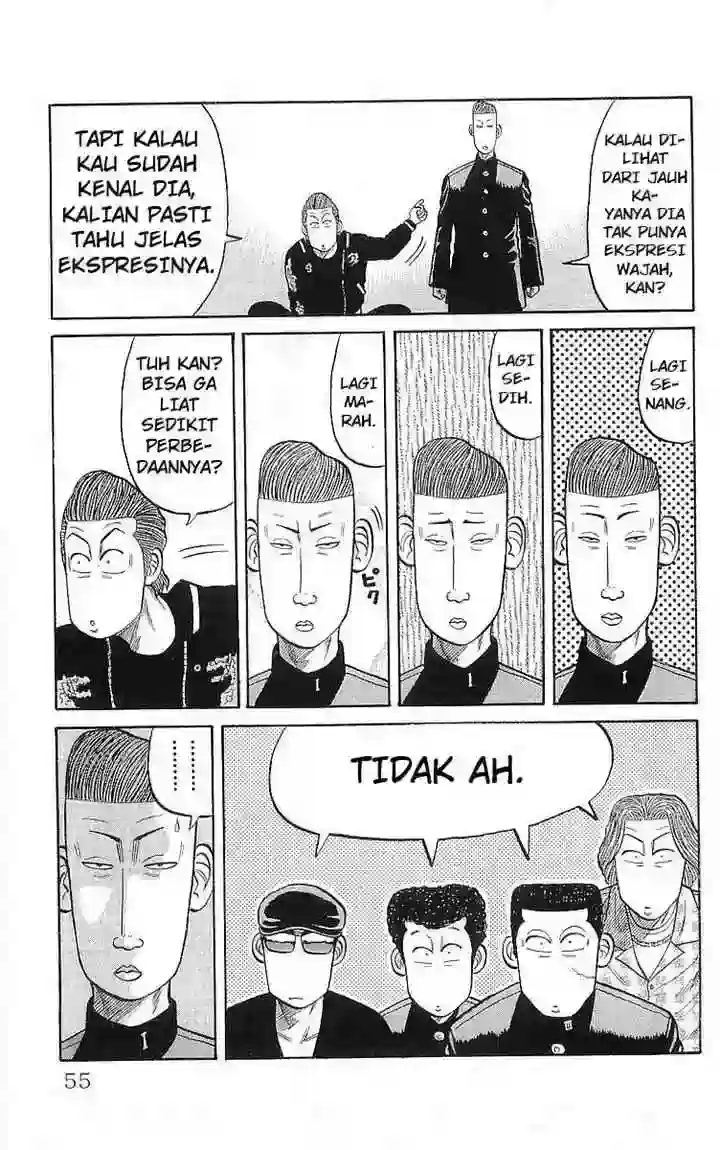 KALAU DI-
LIHAT
DARI JAUH
KA-
YANYA DIA
TAK PUNYA
EKSPRESI
WAJAH,
KAN?
TAPI KALAU
KAU SUDAH
KENAL DIA,
KALIAN PASTI
TAHU JELAS
EKSPRESINYA.
LAGI
SE-
NANG.
LAGI
SE-
DIH.
LAGI
MA-
RAH.
ピク
TUH KAN?
BISA GA
LIAT
SEDIKIT
PERBE-
DAANNYA?
TIDAK AH.
............
55